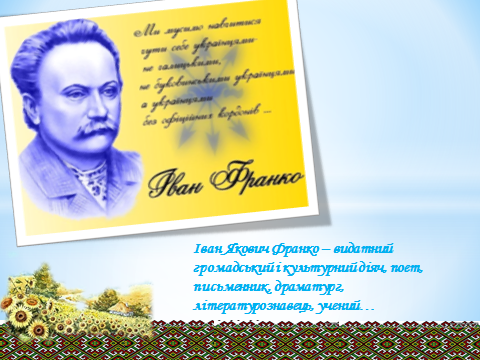 Ми мусимо навчитися
чути себе українцями-
не галицькими,
не буковинськими українцями
а українцями
без офіційних кордонів ...
Іван Франко
Іван Якович Франко – видатний
громадський і культурний діяч, поет,
письменник, драматург,
літературознавець, учений…